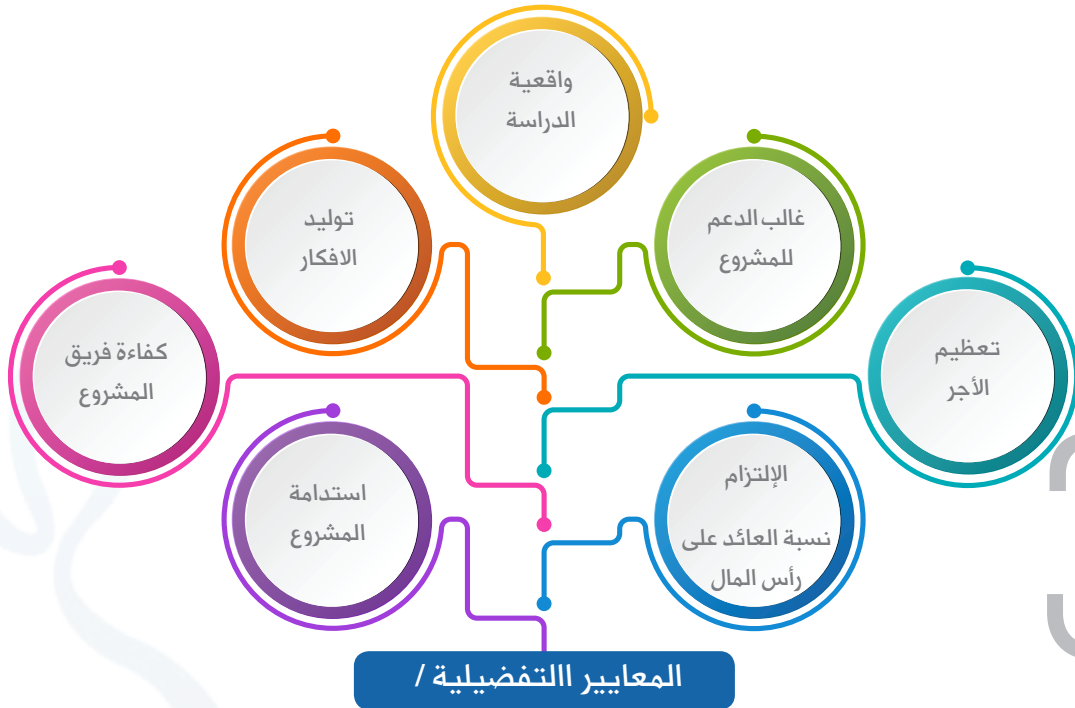 واقعية
الدراسة
غالب الدعم
للمشروع
توليد
الافكار
تعظيم
الأجر
كفاءة فريق
المشروع
الإلتزام
نسبة العائد على
رأس المال
استدامة
المشروع
المعايير االتفضيلية /